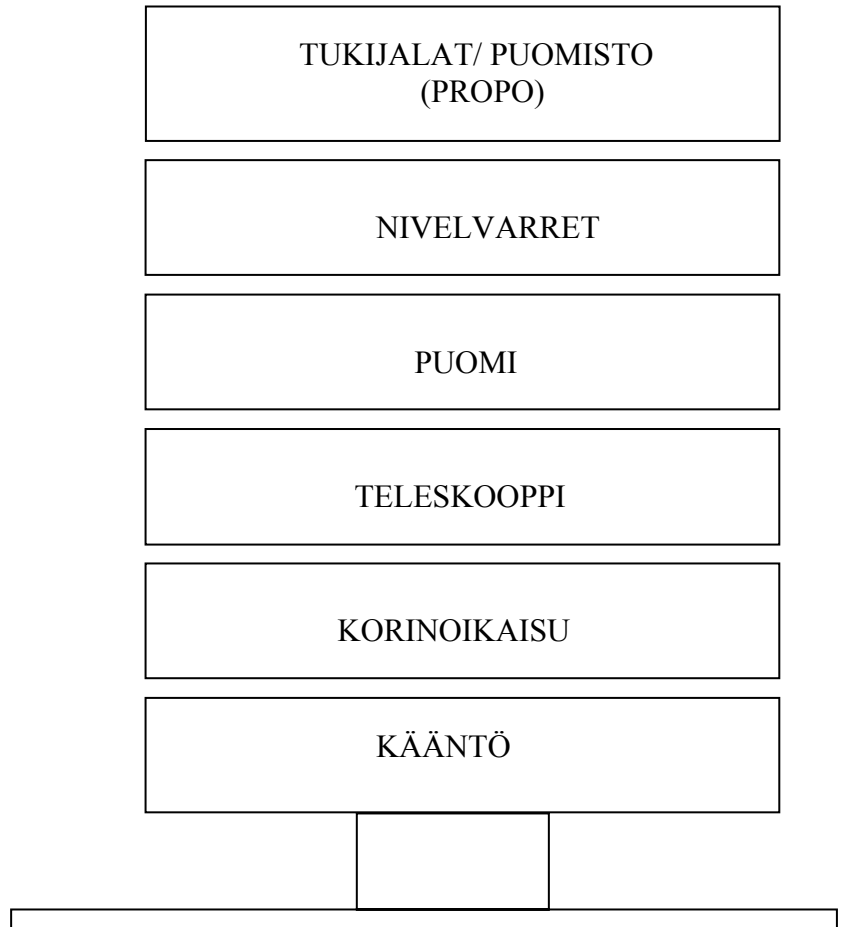 TUKIJALAT/ PUOMISTO
(PROPO)
NIVELVARRET
PUOMI
TELESKOOPPI
KORINOIKAISU
KÄÄNTÖ